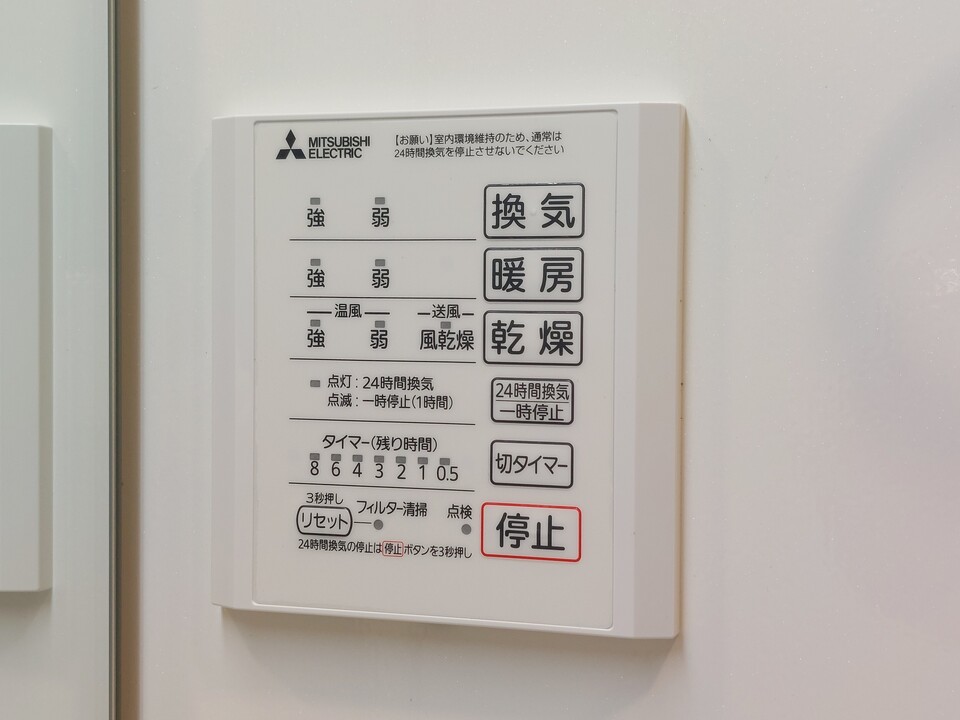 MITSUBISHI
ELECTRIC
【お願い】室内環境維持のため、通常は
24時間換気を停止させないでください
強 弱 換気
強 弱 暖房
温風 送風
強 弱 風乾燥 乾燥
点灯：24時間換気
点滅：一時停止(1時間)
24時間換気
一時停止
タイマー(残り時間)
8 6 4 3 2 1 0.5
切タイマー
3秒押し
リセット フィルター清掃 点検
停止
24時間換気の停止は停止ボタンを3秒押し